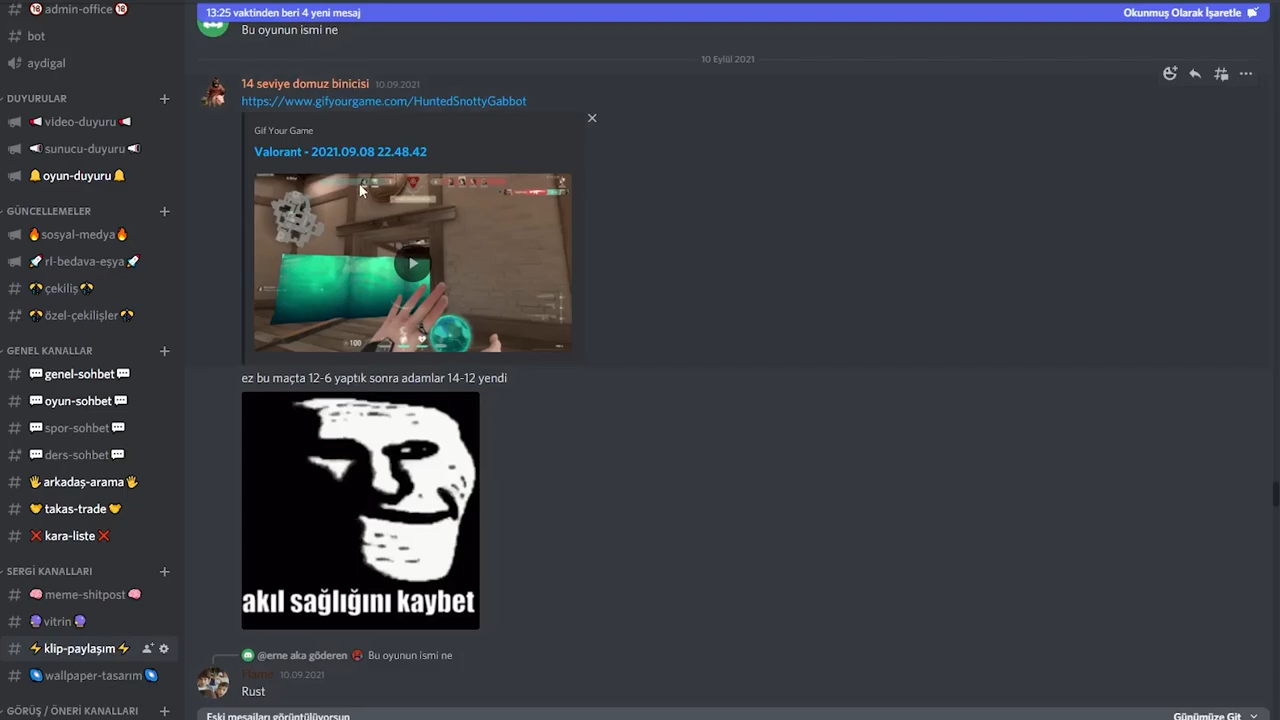 admin-office
bot
aydigal
DUYURULAR
video-duyuru
sunucu-duyuru
oyun-duyuru
GÜNCELLEMELER
sosyal-medya
rl-bedava-eşya
çekiliş
özel-çekilişler
GENEL KANALLAR
genel-sohbet
oyun-sohbet
spor-sohbet
ders-sohbet
arkadaş-arama
takas-trade
kara-liste
SERGİ KANALLARI
meme-shitpost
vitrin
klip-paylaşım
wallpaper-tasarım
GÖRÜŞ / ÖNERİ KANALLARI
13:25 vaktinden beri 4 yeni mesaj
Okunmuş Olarak İşaretle
Bu oyunun ismi ne
10 Eylül 2021
14 seviye domuz binicisi 10.09.2021
https://www.gifyourgame.com/HuntedSnottyGabbot
Gif Your Game
Valorant - 2021.09.08 22.48.42
100
ez bu maçta 12-6 yaptık sonra adamlar 14-12 yendi
akıl sağlığını kaybet
@erne aka göderen Bu oyunun ismi ne
Flame 10.09.2021
Rust
Eski mesajları görüntülüyorsun
Günümüze Git